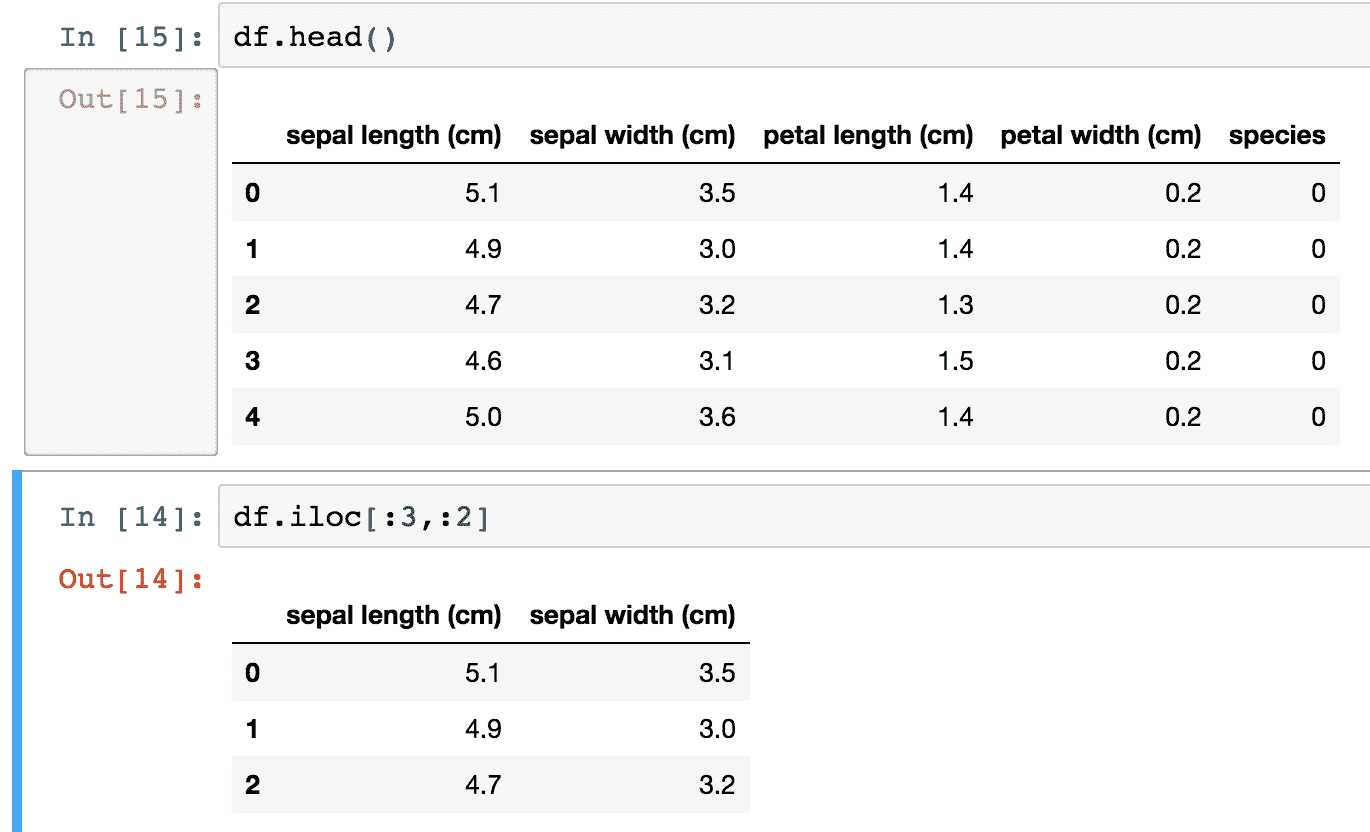 In [15]: df.head()
Out[15]:
sepal length (cm) sepal width (cm) petal length (cm) petal width (cm) species
0 5.1 3.5 1.4 0.2 0
1 4.9 3.0 1.4 0.2 0
2 4.7 3.2 1.3 0.2 0
3 4.6 3.1 1.5 0.2 0
4 5.0 3.6 1.4 0.2 0
In [14]: df.iloc[:3,:2]
Out[14]:
sepal length (cm) sepal width (cm)
0 5.1 3.5
1 4.9 3.0
2 4.7 3.2